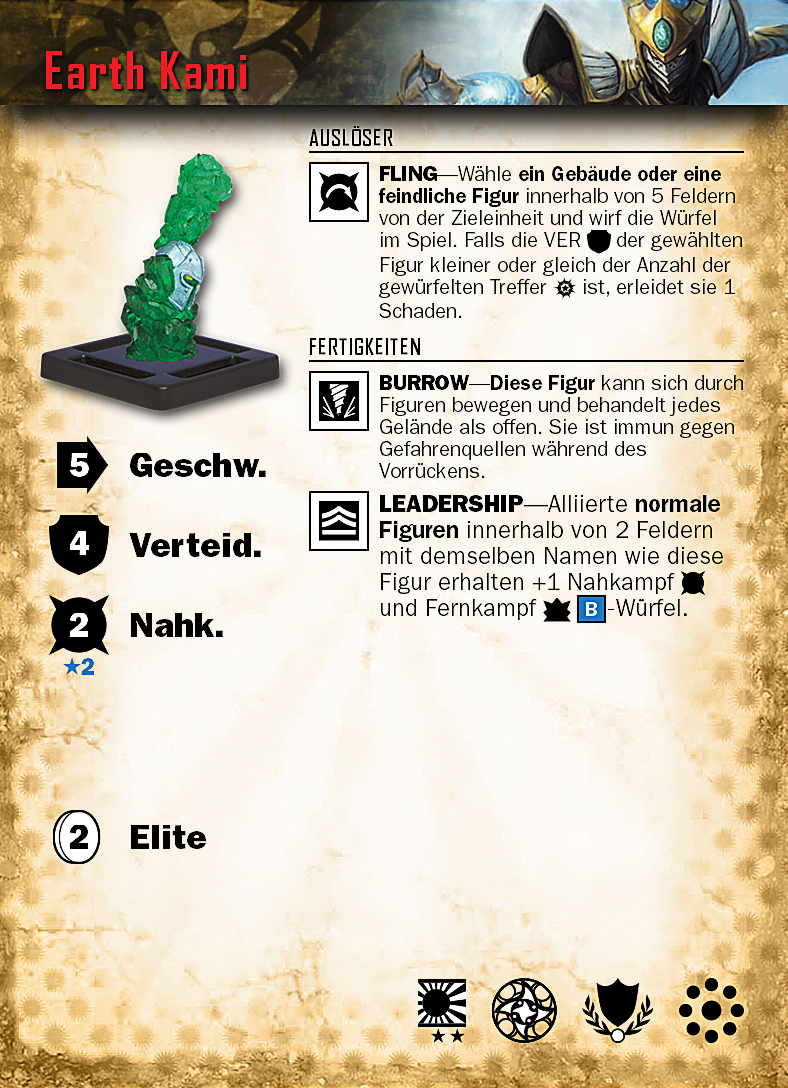 Earth Kami
AUSLÖSER
FLING—Wähle ein Gebäude oder eine
feindliche Figur innerhalb von 5 Feldern
von der Zieleinheit und wirf die Würfel
im Spiel. Falls die VER der gewählten
Figur kleiner oder gleich der Anzahl der
gewürfelten Treffer ist, erleidet sie 1
Schaden.
FERTIGKEITEN
BURROW—Diese Figur kann sich durch
Figuren bewegen und behandelt jedes
Gelände als offen. Sie ist immun gegen
Gefahrenquellen während des
Vorrückens.
LEADERSHIP—Alliierte normale
Figuren innerhalb von 2 Feldern
mit demselben Namen wie diese
Figur erhalten +1 Nahkampf
und Fernkampf B-Würfel.
5 Geschw.
4 Verteid.
2 Nahk.
★2
2 Elite